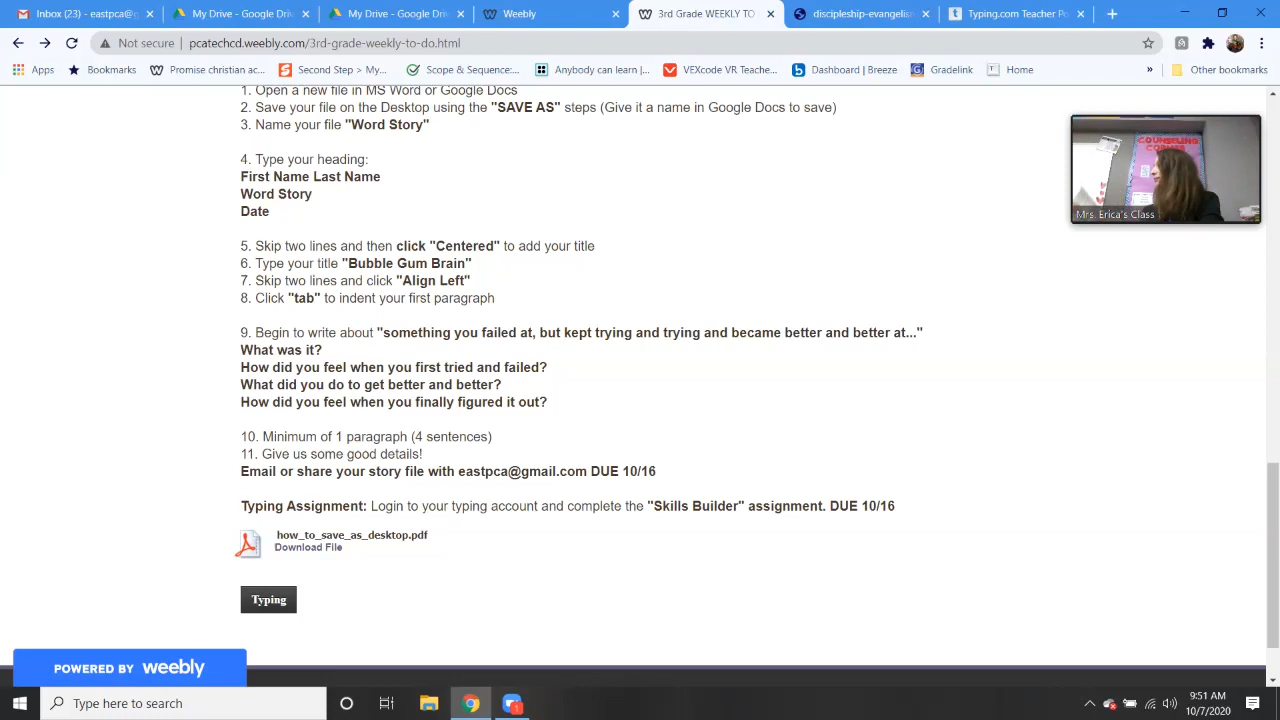 Inbox (23) - eastpca@g
My Drive - Google Driv
My Drive - Google Driv
Weebly
3rd Grade WEEKLY TO
discipleship-evangelis
Typing.com Teacher Po
Not secure | pcatechcd.weebly.com/3rd-grade-weekly-to-do.html
Apps
Bookmarks
Promise christian ac...
Second Step > My...
Scope & Sequence:...
Anybody can learn |...
VEXcode VR Teache...
Dashboard | Breeze
Gradelink
Home
»
Other bookmarks
1. Open a new file in MS Word or Google Docs
2. Save your file on the Desktop using the "SAVE AS" steps (Give it a name in Google Docs to save)
3. Name your file "Word Story"
4. Type your heading:
First Name Last Name
Word Story
Date
5. Skip two lines and then click "Centered" to add your title
6. Type your title "Bubble Gum Brain"
7. Skip two lines and click "Align Left"
8. Click "tab" to indent your first paragraph
9. Begin to write about "something you failed at, but kept trying and trying and became better and better at..."
What was it?
How did you feel when you first tried and failed?
What did you do to get better and better?
How did you feel when you finally figured it out?
10. Minimum of 1 paragraph (4 sentences)
11. Give us some good details!
Email or share your story file with eastpca@gmail.com DUE 10/16
Typing Assignment: Login to your typing account and complete the "Skills Builder" assignment. DUE 10/16
how_to_save_as_desktop.pdf
Download File
Typing
POWERED BY weebly
COUNSELING
CORNER
Mrs. Erica's Class
Type here to search
9:51 AM
10/7/2020